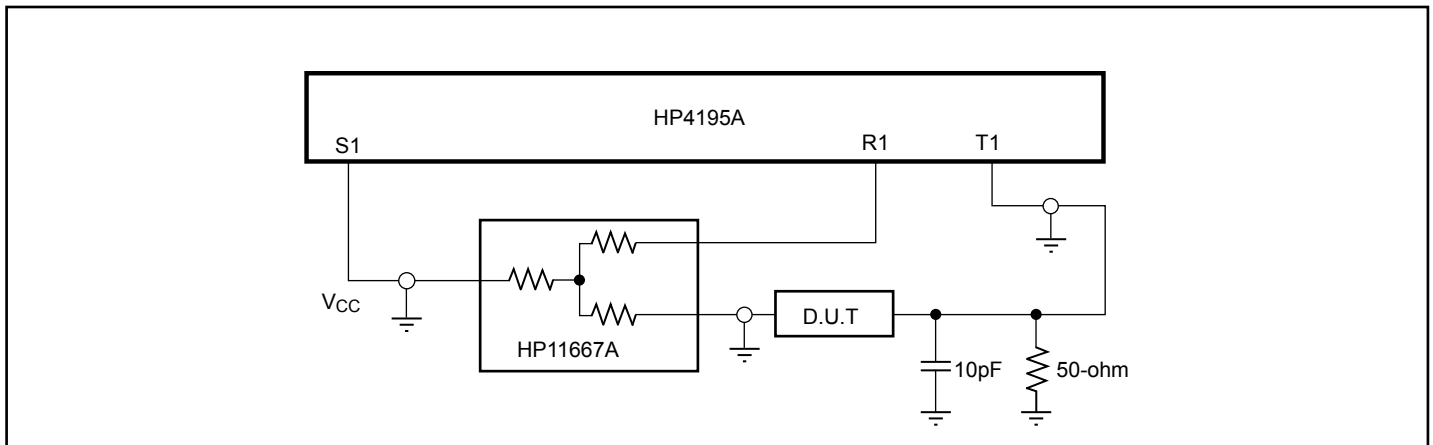 HP4195A
S1
R1
T1
VCC
HP11667A
D.U.T
10pF
50-ohm